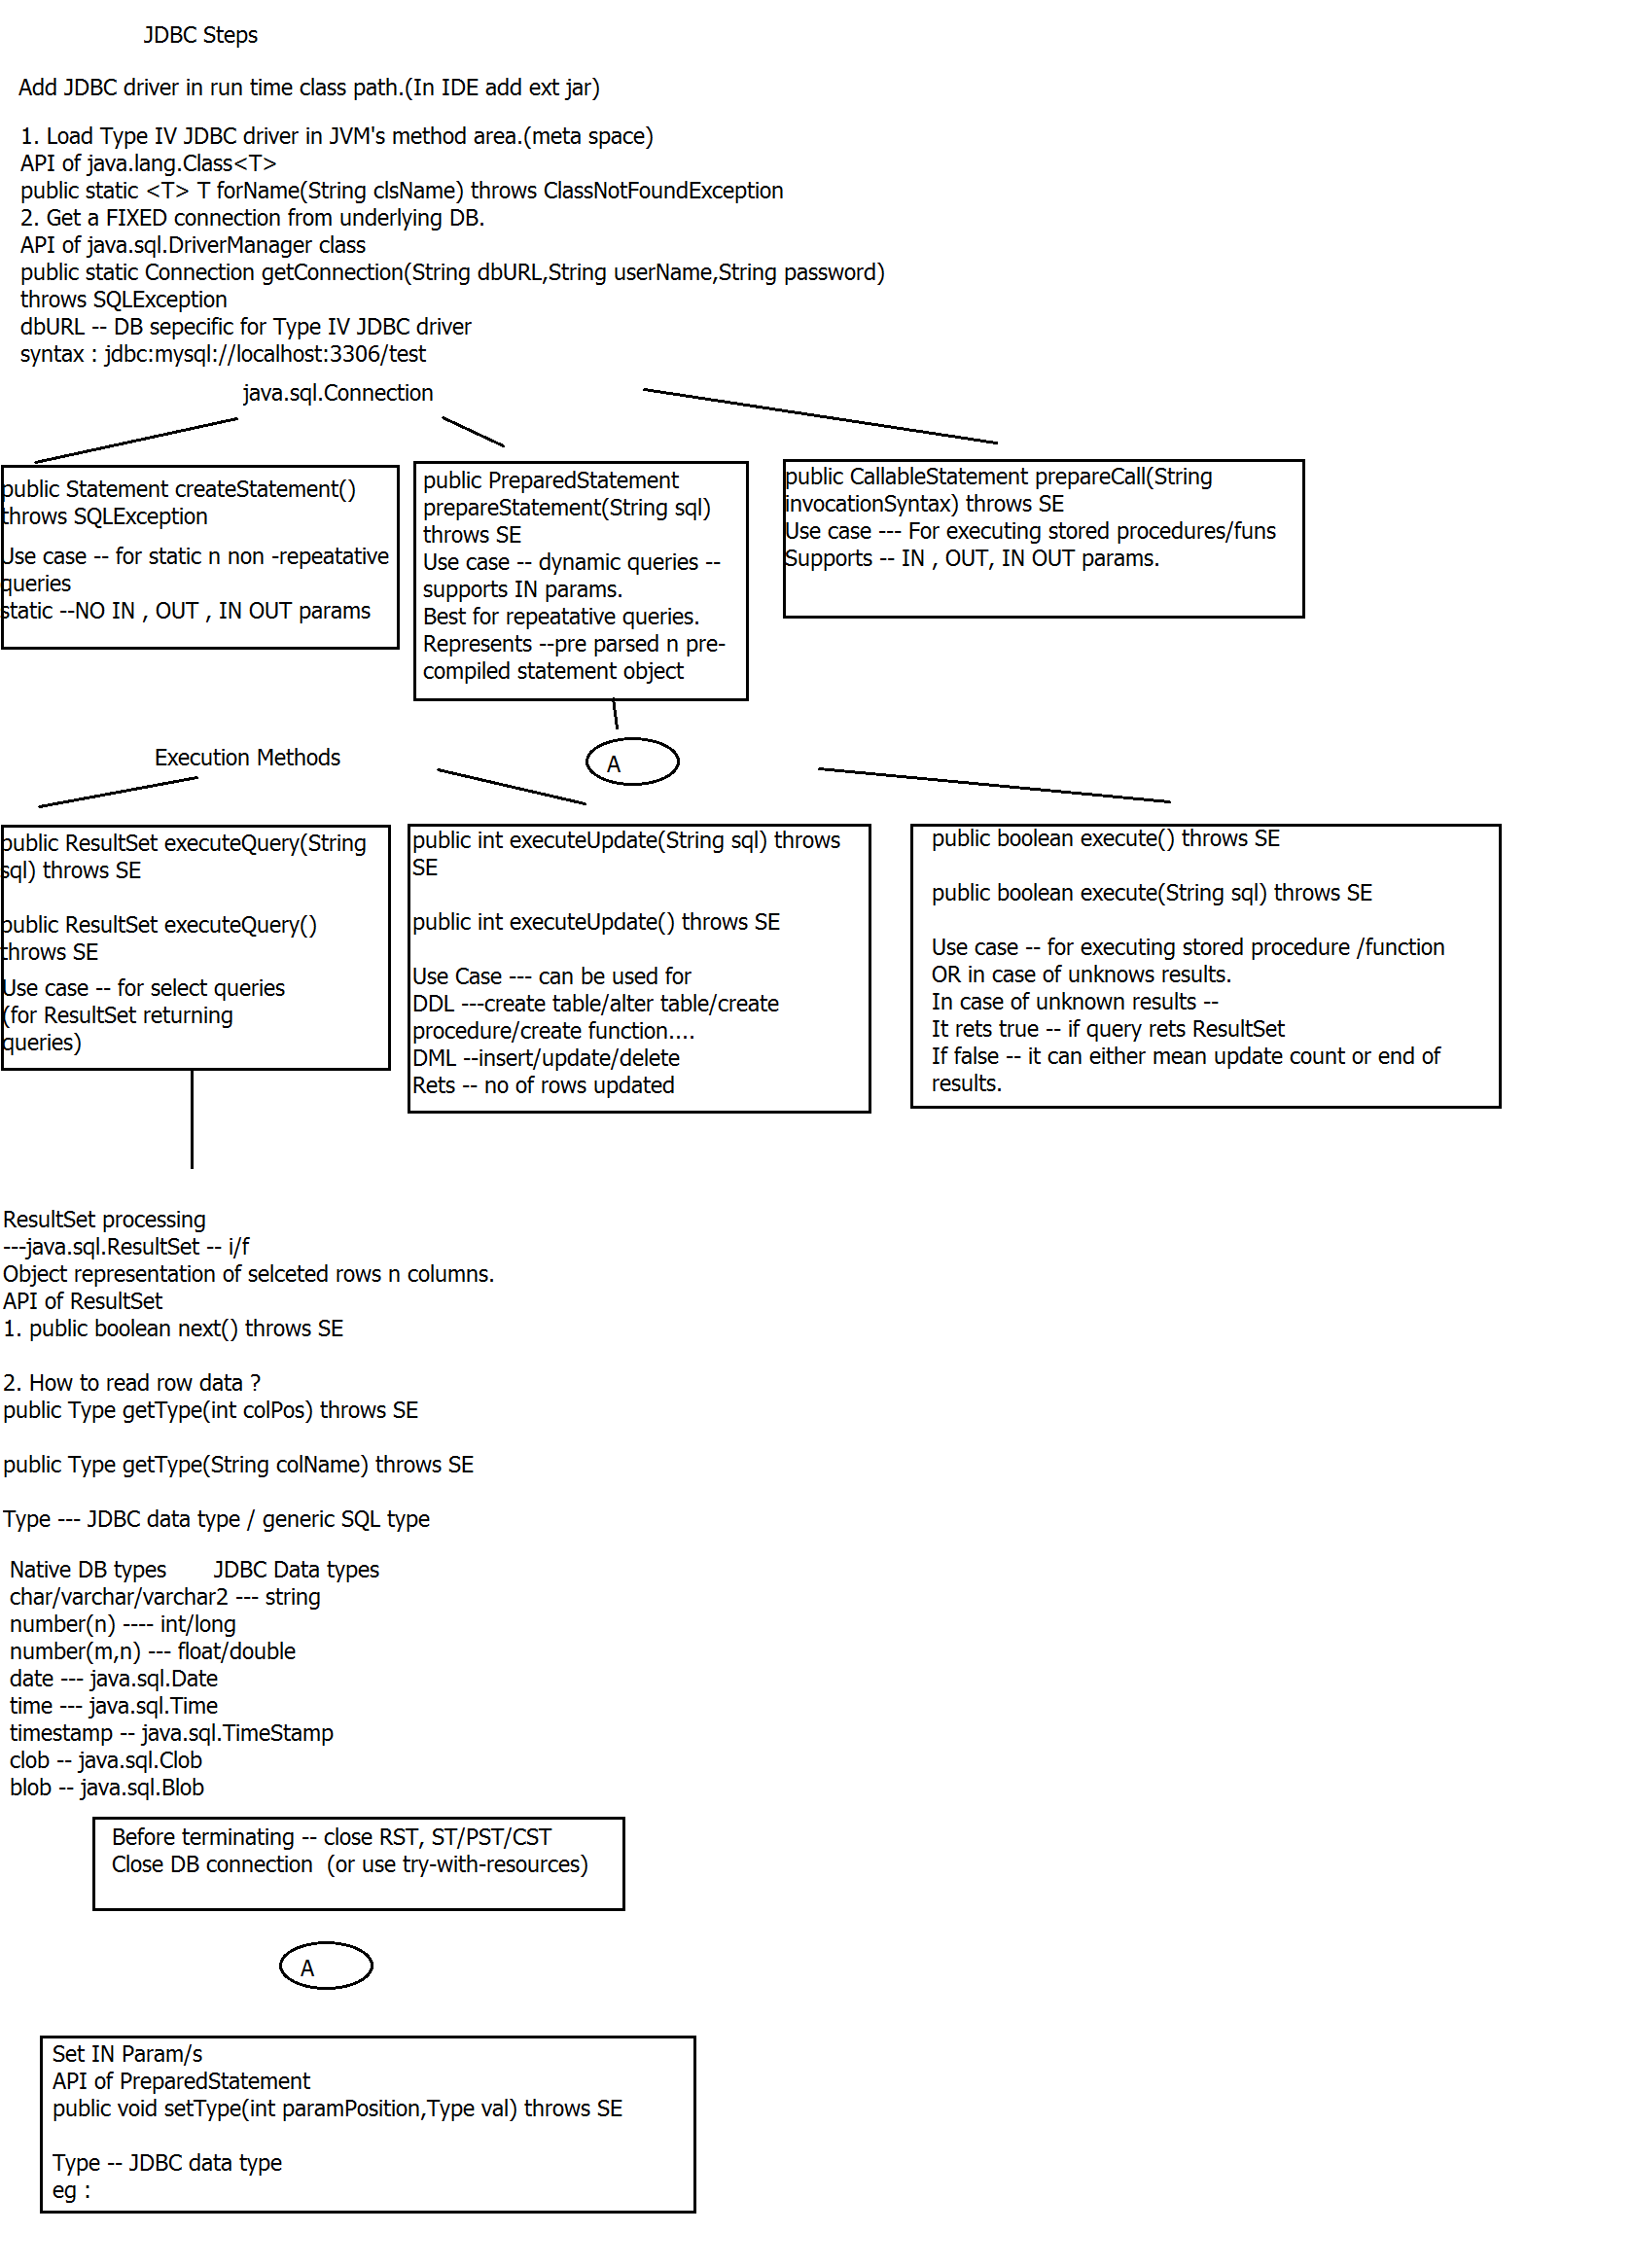 JDBC Steps
Add JDBC driver in run time class path.(In IDE add ext jar)
1. Load Type IV JDBC driver in JVM's method area.(meta space)
API of java.lang.Class<T>
public static <T> T forName(String clsName) throws ClassNotFoundException
2. Get a FIXED connection from underlying DB.
API of java.sql.DriverManager class
public static Connection getConnection(String dbURL,String userName,String password)
throws SQLException
dbURL -- DB sepecific for Type IV JDBC driver
syntax : jdbc:mysql://localhost:3306/test
java.sql.Connection
public Statement createStatement()
throws SQLException
Use case -- for static n non -repeatative
queries
static --NO IN , OUT , IN OUT params
public PreparedStatement
prepareStatement(String sql)
throws SE
Use case -- dynamic queries --
supports IN params.
Best for repeatative queries.
Represents --pre parsed n pre-
compiled statement object
public CallableStatement prepareCall(String
invocationSyntax) throws SE
Use case --- For executing stored procedures/funs
Supports -- IN , OUT, IN OUT params.
A
Execution Methods
public ResultSet executeQuery(String
sql) throws SE
public ResultSet executeQuery()
throws SE
Use case -- for select queries
(for ResultSet returning
queries)
public int executeUpdate(String sql) throws
SE
public int executeUpdate() throws SE
Use Case --- can be used for
DDL ---create table/alter table/create
procedure/create function....
DML --insert/update/delete
Rets -- no of rows updated
public boolean execute() throws SE
public boolean execute(String sql) throws SE
Use case -- for executing stored procedure /function
OR in case of unknows results.
In case of unknown results --
It rets true -- if query rets ResultSet
If false -- it can either mean update count or end of
results.
ResultSet processing
---java.sql.ResultSet -- i/f
Object representation of selceted rows n columns.
API of ResultSet
1. public boolean next() throws SE
2. How to read row data ?
public Type getType(int colPos) throws SE
public Type getType(String colName) throws SE
Type --- JDBC data type / generic SQL type
Native DB types JDBC Data types
char/varchar/varchar2 --- string
number(n) ---- int/long
number(m,n) --- float/double
date --- java.sql.Date
time --- java.sql.Time
timestamp -- java.sql.TimeStamp
clob -- java.sql.Clob
blob -- java.sql.Blob
Before terminating -- close RST, ST/PST/CST
Close DB connection (or use try-with-resources)
A
Set IN Param/s
API of PreparedStatement
public void setType(int paramPosition,Type val) throws SE
Type -- JDBC data type
eg :